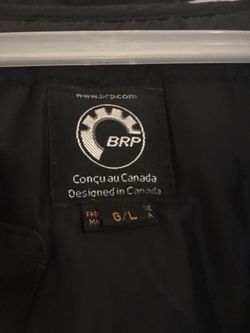 www.brp.com
BRP
Conçu au Canada
Designed in Canada
G/L